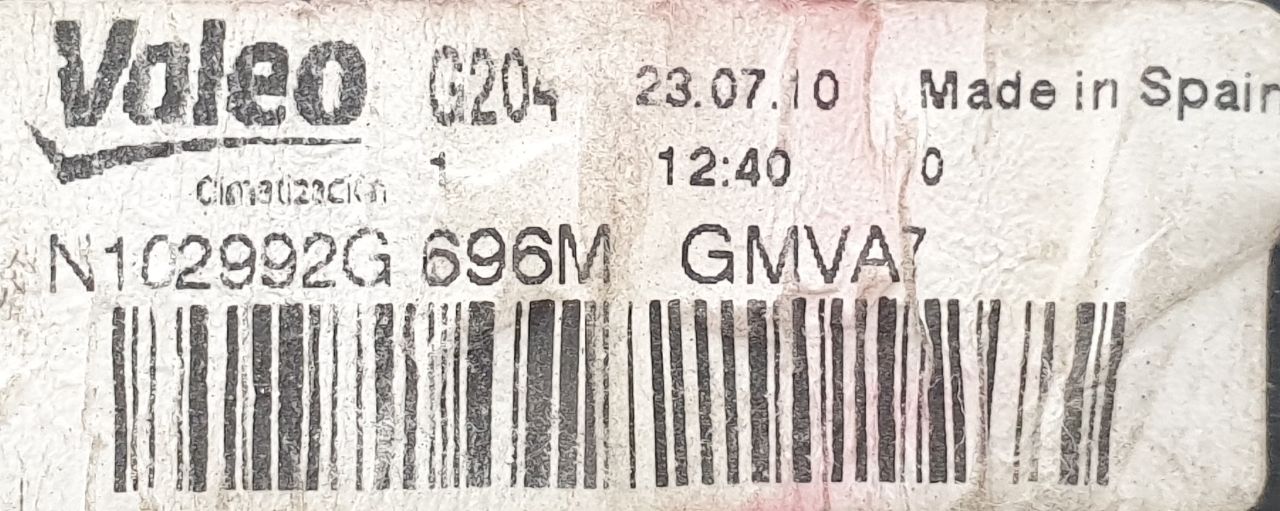 Valeo G204 23.07.10 Made in Spain
Climatización 1 12:40 0
N102992G 696M GMVA7